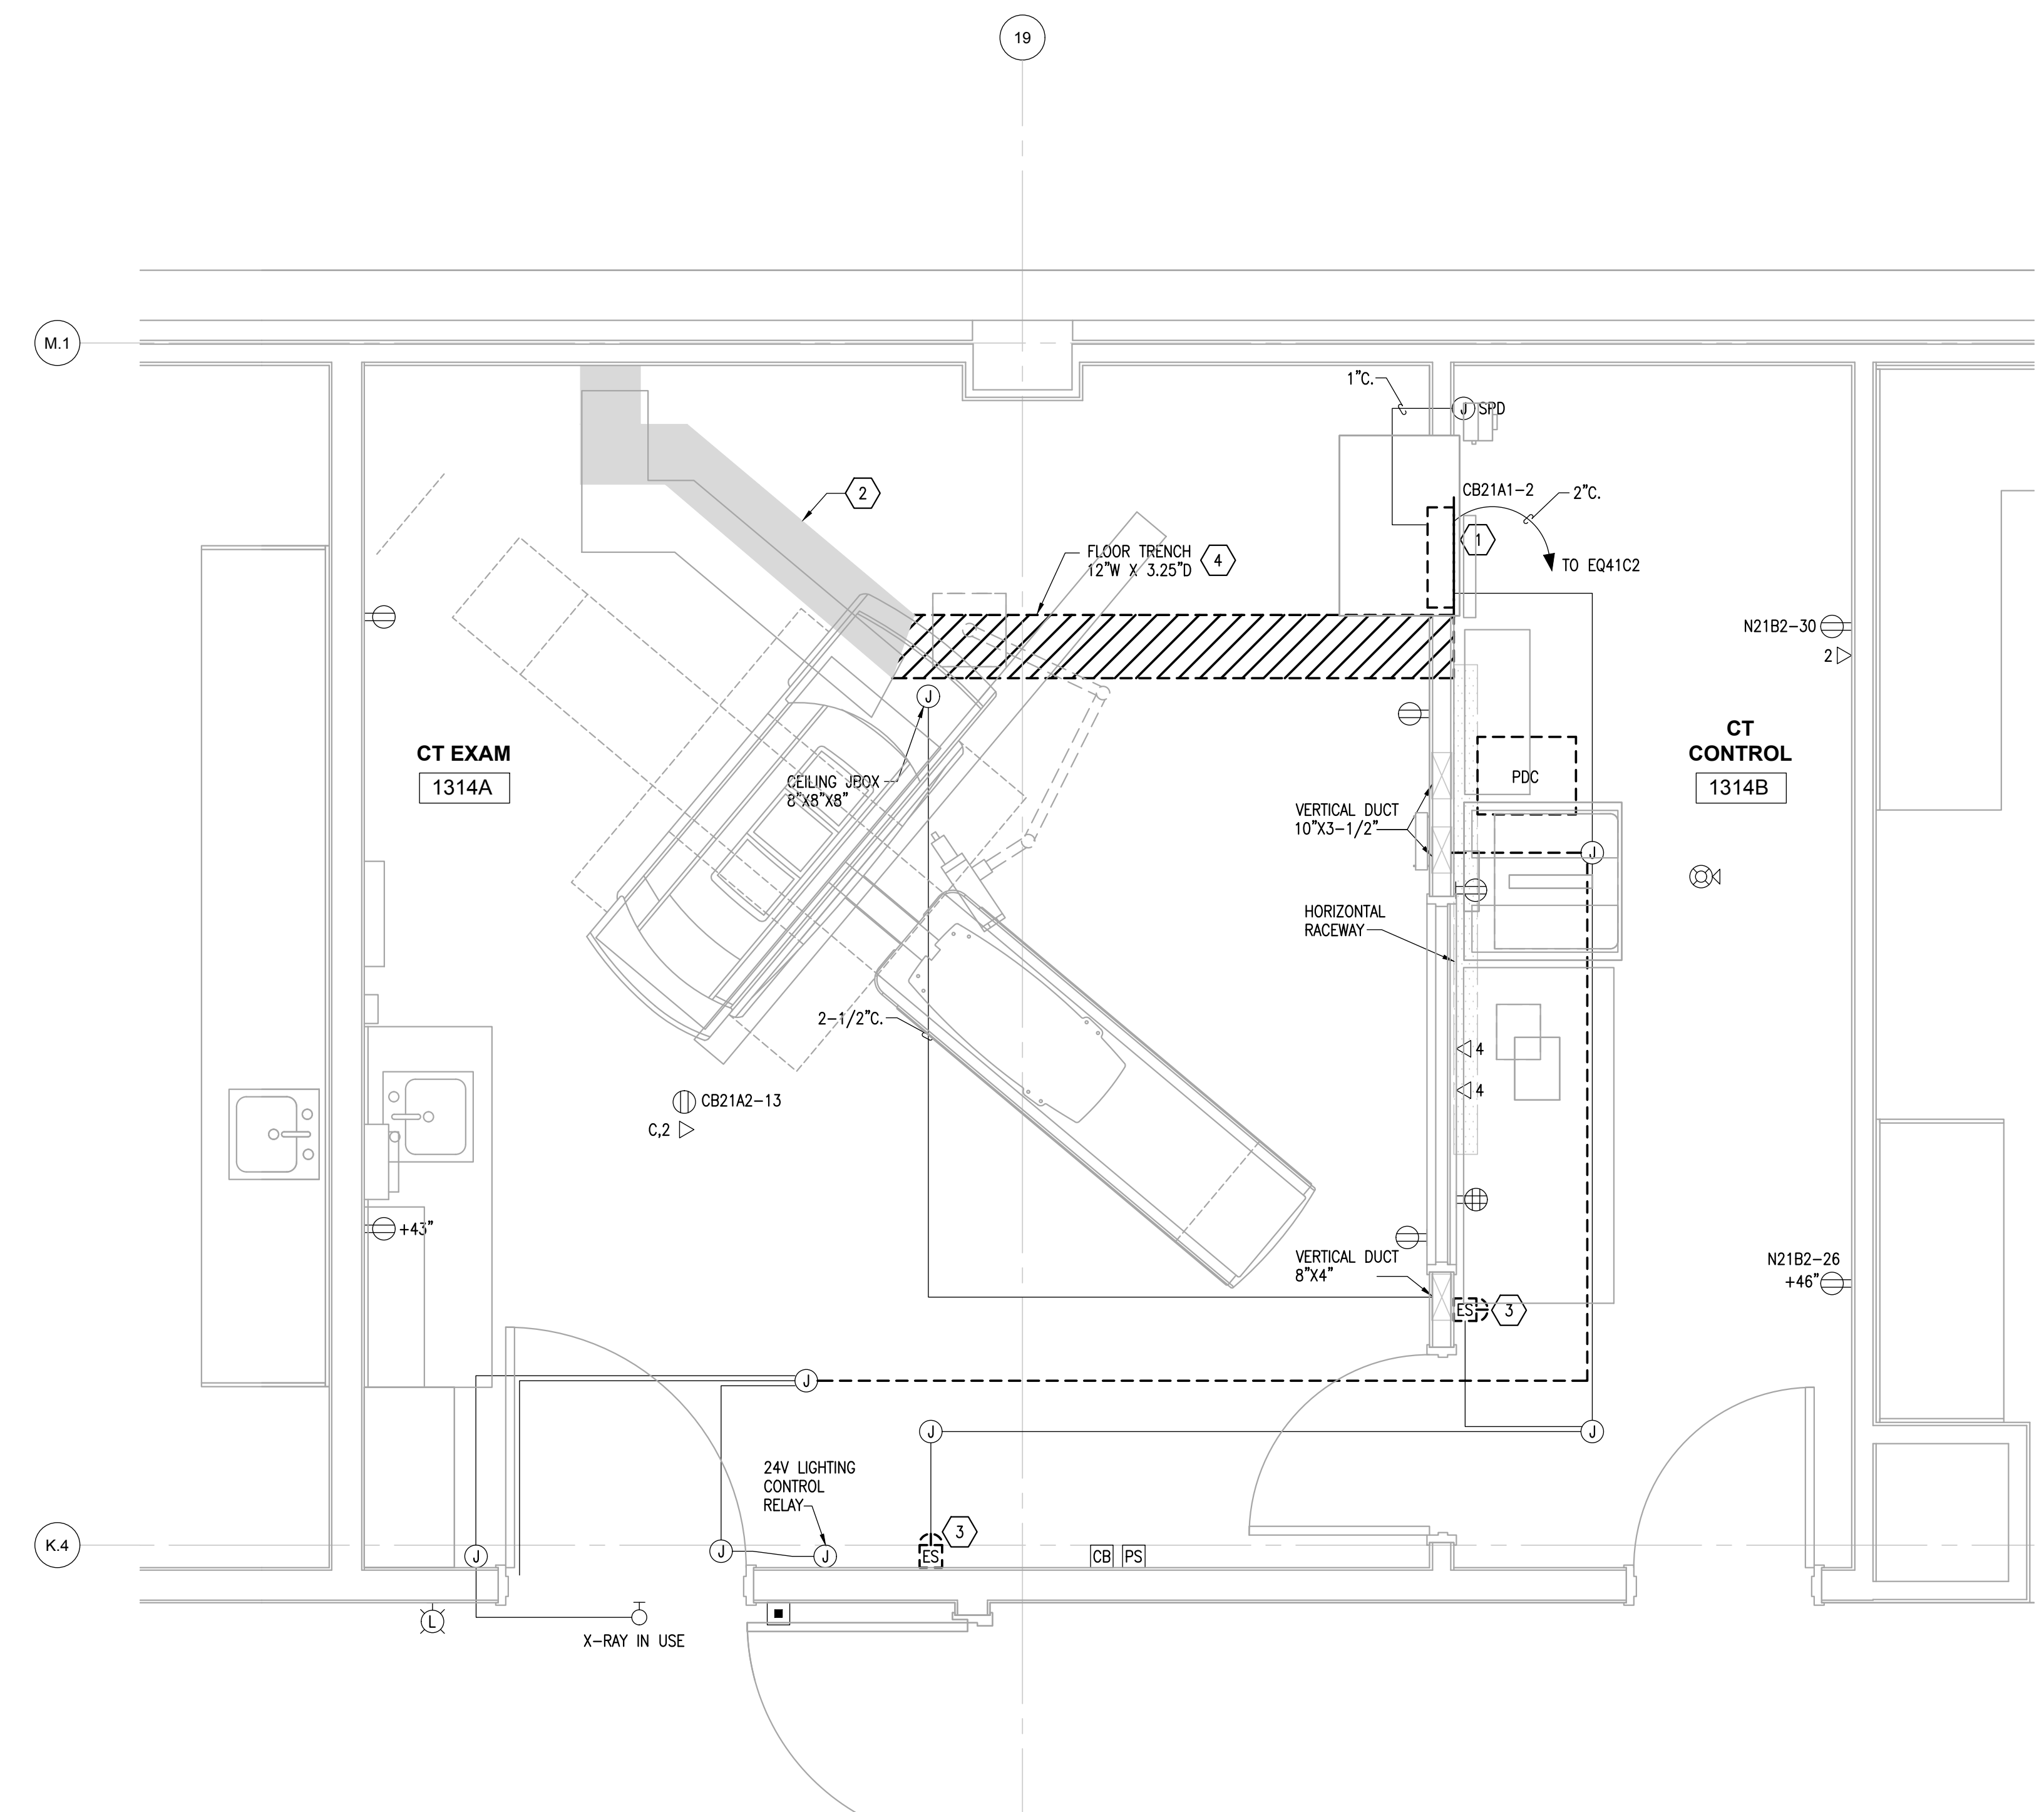 19
M.1
1"C.
J SPD
2
CB21A1-2
2"C.
1
FLOOR TRENCH
12"W X 3.25"D
4
TO EQ41C2
N21B2-30
2
J
CT EXAM
1314A
CEILING JBOX
8"X8"X8"
CT
CONTROL
1314B
PDC
VERTICAL DUCT
10"X3-1/2"
J
HORIZONTAL
RACEWAY
2-1/2"C.
4
4
CB21A2-13
C,2
+43"
VERTICAL DUCT
8"X4"
N21B2-26
+46"
ES
3
J
J
J
24V LIGHTING
CONTROL
RELAY
3
K.4
J
J
J
ES
CB
PS
L
X-RAY IN USE